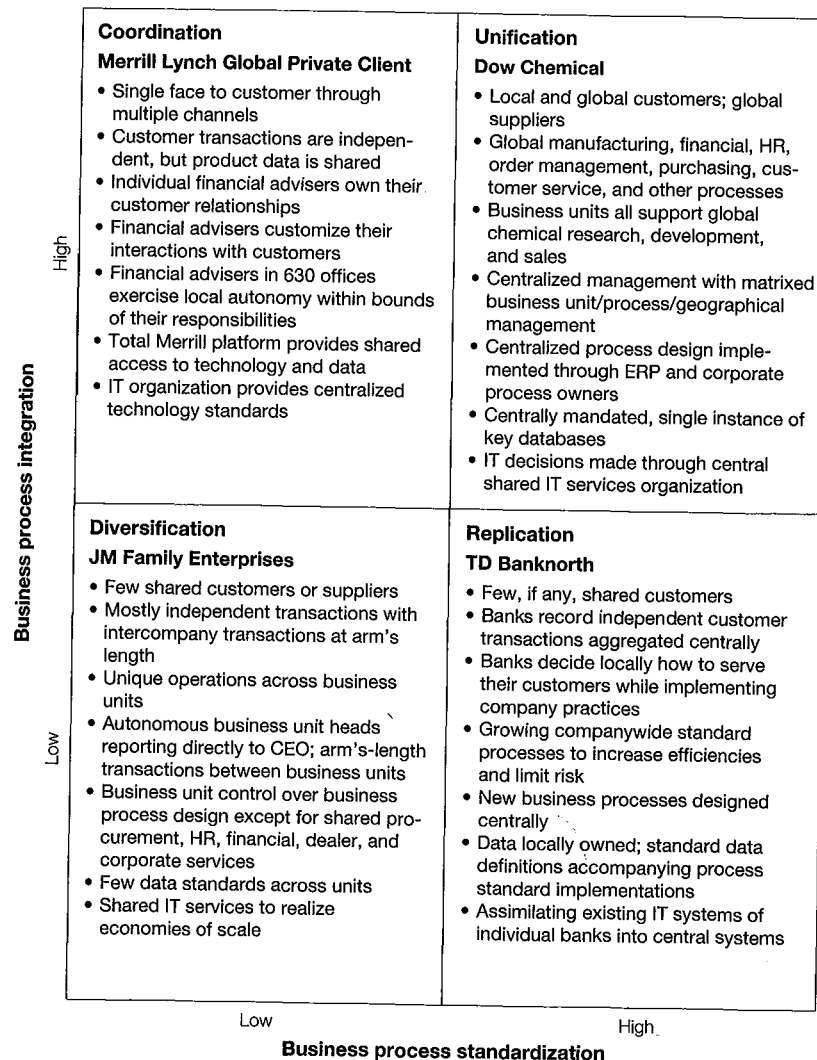 Coordination
Merrill Lynch Global Private Client
• Single face to customer through
multiple channels
• Customer transactions are indepen-
dent, but product data is shared
• Individual financial advisers own their
customer relationships
• Financial advisers customize their
interactions with customers
• Financial advisers in 630 offices
exercise local autonomy within bounds
of their responsibilities
• Total Merrill platform provides shared
access to technology and data
• IT organization provides centralized
technology standards
Unification
Dow Chemical
• Local and global customers; global
suppliers
• Global manufacturing, financial, HR,
order management, purchasing, cus-
tomer service, and other processes
• Business units all support global
chemical research, development,
and sales
• Centralized management with matrixed
business unit/process/geographical
management
• Centralized process design imple-
mented through ERP and corporate
process owners
• Centrally mandated, single instance of
key databases
• IT decisions made through central
shared IT services organization
High
Business process integration
Low
Diversification
JM Family Enterprises
• Few shared customers or suppliers
• Mostly independent transactions with
intercompany transactions at arm's
length
• Unique operations across business
units
• Autonomous business unit heads
reporting directly to CEO; arm's-length
transactions between business units
• Business unit control over business
process design except for shared pro-
curement, HR, financial, dealer, and
corporate services
• Few data standards across units
• Shared IT services to realize
economies of scale
Replication
TD Banknorth
• Few, if any, shared customers
• Banks record independent customer
transactions aggregated centrally
• Banks decide locally how to serve
their customers while implementing
company practices
• Growing companywide standard
processes to increase efficiencies
and limit risk
• New business processes designed
centrally
• Data locally owned; standard data
definitions accompanying process
standard implementations
• Assimilating existing IT systems of
individual banks into central systems
Low
High
Business process standardization